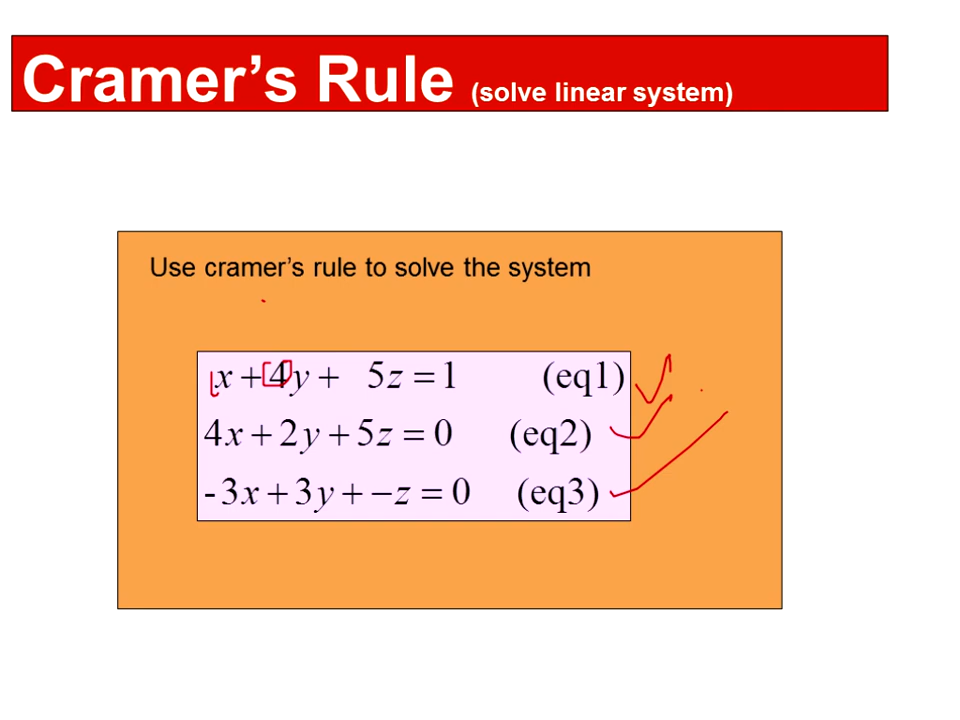 Cramer’s Rule (solve linear system)
Use cramer’s rule to solve the system
x + 4y + 5z = 1 (eq1)
4x + 2y + 5z = 0 (eq2)
-3x + 3y + −z = 0 (eq3)